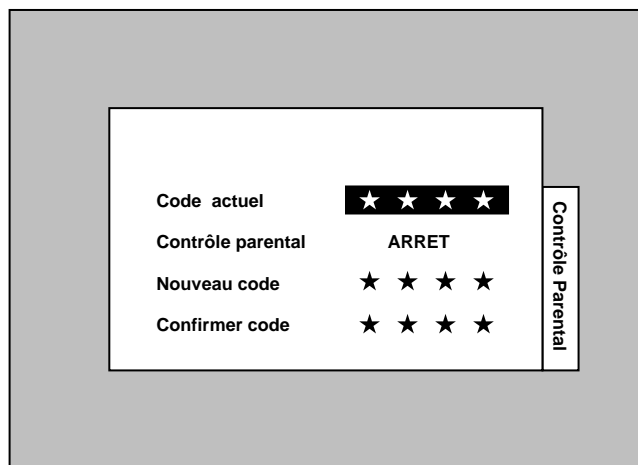 Code actuel ★ ★ ★ ★
Contrôle parental ARRET
Nouveau code ★ ★ ★ ★
Confirmer code ★ ★ ★ ★
Contrôle Parental